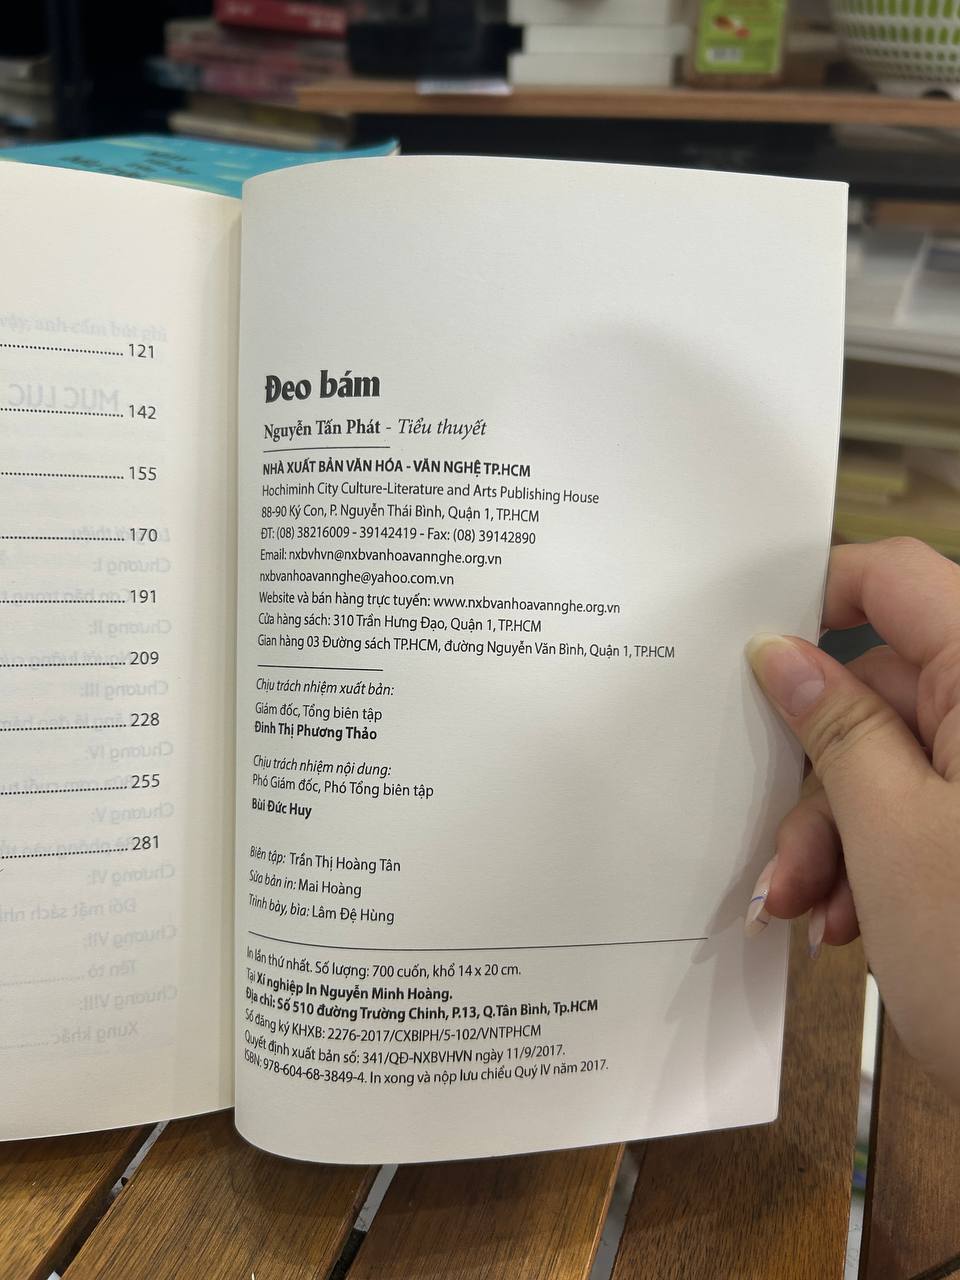 121
142
155
170
191
209
228
255
281
MỤC LỤC
Chương I:
Chương II:
Chương III:
Chương IV:
Chương V:
Chương VI:
Chương VII:
Chương VIII:
Đeo bám
Nguyễn Tấn Phát - Tiểu thuyết
NHÀ XUẤT BẢN VĂN HÓA - VĂN NGHỆ TP.HCM
Hochiminh City Culture-Literature and Arts Publishing House
88-90 Ký Con, P. Nguyễn Thái Bình, Quận 1, TP.HCM
ĐT: (08) 38216009 - 39142419 - Fax: (08) 39142890
Email: nxbvhvn@nxbvanhoavannghe.org.vn
nxbvanhoavannghe@yahoo.com.vn
Website và bán hàng trực tuyến: www.nxbvanhoavannghe.org.vn
Cửa hàng sách: 310 Trần Hưng Đạo, Quận 1, TP.HCM
Gian hàng 03 Đường sách TP.HCM, đường Nguyễn Văn Bình, Quận 1, TP.HCM
Chịu trách nhiệm xuất bản:
Giám đốc, Tổng biên tập
Đinh Thị Phương Thảo
Chịu trách nhiệm nội dung:
Phó Giám đốc, Phó Tổng biên tập
Bùi Đức Huy
Biên tập: Trần Thị Hoàng Tân
Sửa bản in: Mai Hoàng
Trình bày, bìa: Lâm Đệ Hùng
In lần thứ nhất. Số lượng: 700 cuốn, khổ 14 x 20 cm.
Tại Xí nghiệp In Nguyễn Minh Hoàng.
Địa chỉ: Số 510 đường Trường Chinh, P.13, Q.Tân Bình, Tp.HCM
Số đăng ký KHXB: 2276-2017/CXBIPH/5-102/VNTPHCM
Quyết định xuất bản số: 341/QĐ-NXBVHVN ngày 11/9/2017.
ISBN: 978-604-68-3849-4. In xong và nộp lưu chiểu Quý IV năm 2017.